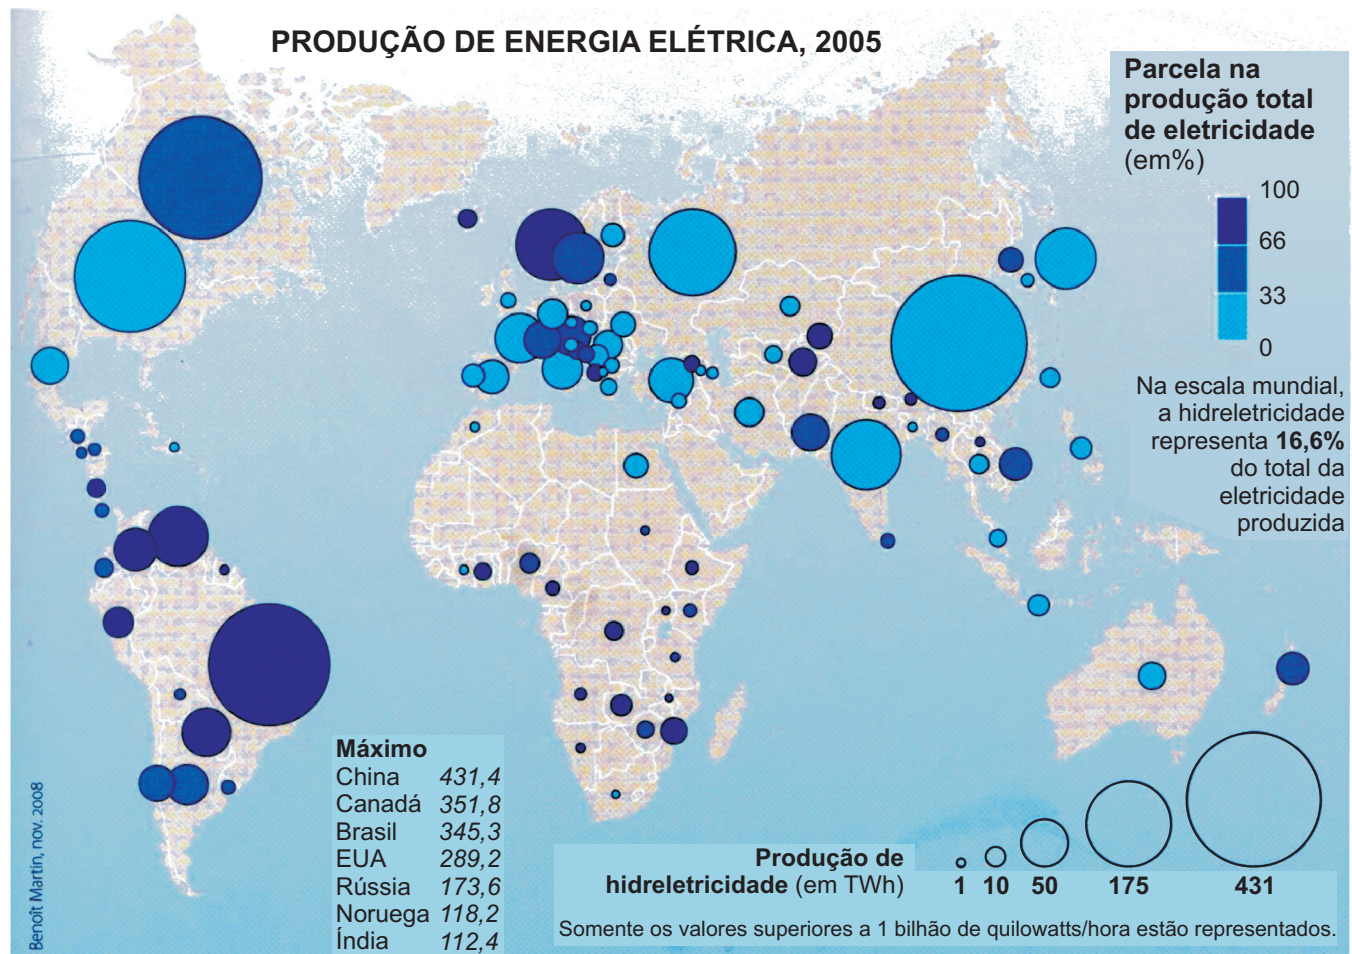 PRODUÇÃO DE ENERGIA ELÉTRICA, 2005
Parcela na
produção total
de eletricidade
(em%)
100
66
33
0
Na escala mundial,
a hidreletricidade
representa 16,6%
do total da
eletricidade
produzida
Máximo
China 431,4
Canadá 351,8
Brasil 345,3
EUA 289,2
Rússia 173,6
Noruega 118,2
Índia 112,4
Produção de
hidreletricidade (em TWh)
1 10 50 175 431
Somente os valores superiores a 1 bilhão de quilowatts/hora estão representados.
Benoît Martin, nov. 2008